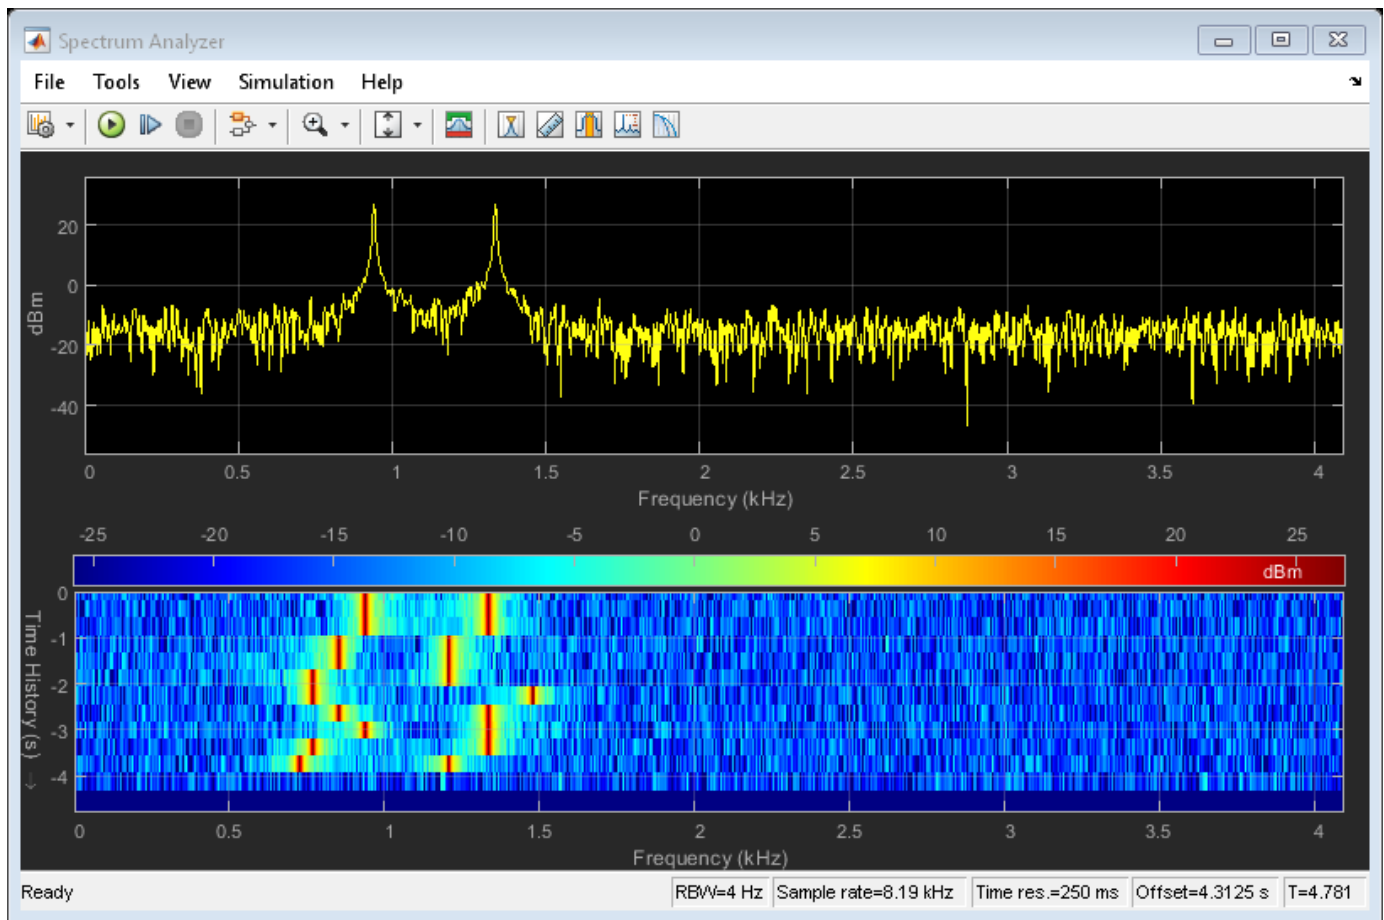 Spectrum Analyzer
File Tools View Simulation Help
20
0
-20
-40
dBm
0 0.5 1 1.5 2 2.5 3 3.5 4
Frequency (kHz)
-25 -20 -15 -10 -5 0 5 10 15 20 25
dBm
0
-1
-2
-3
-4
Time History (s) →
0 0.5 1 1.5 2 2.5 3 3.5 4
Frequency (kHz)
Ready RBW=4 Hz Sample rate=8.19 kHz Time res.=250 ms Offset=4.3125 s T=4.781